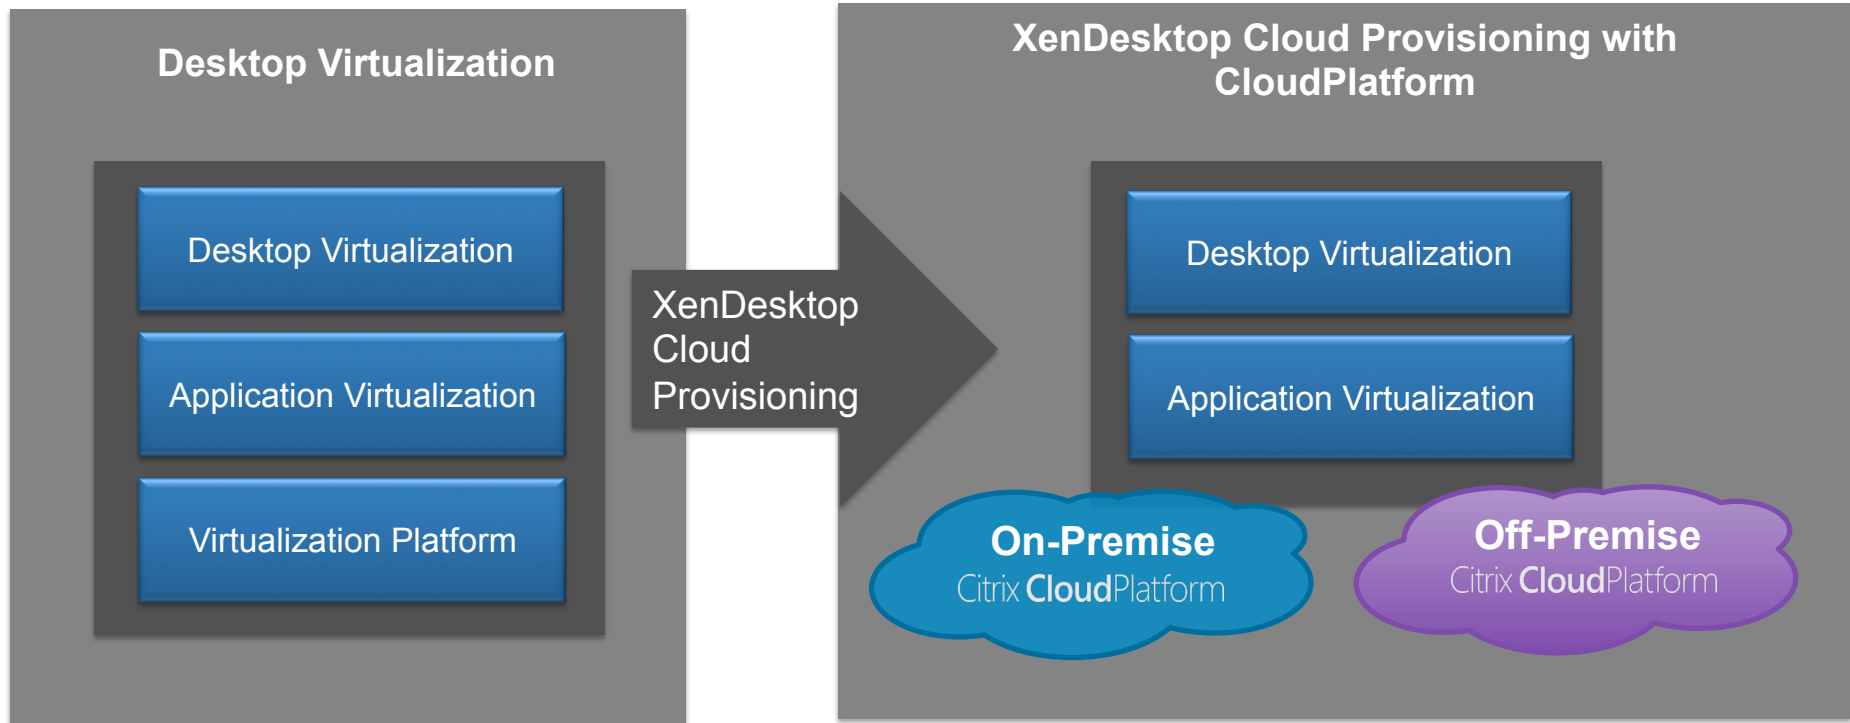 Desktop Virtualization
Desktop Virtualization
Application Virtualization
Virtualization Platform
XenDesktop
Cloud
Provisioning
XenDesktop Cloud Provisioning with
CloudPlatform
Desktop Virtualization
Application Virtualization
On-Premise
Citrix CloudPlatform
Off-Premise
Citrix CloudPlatform